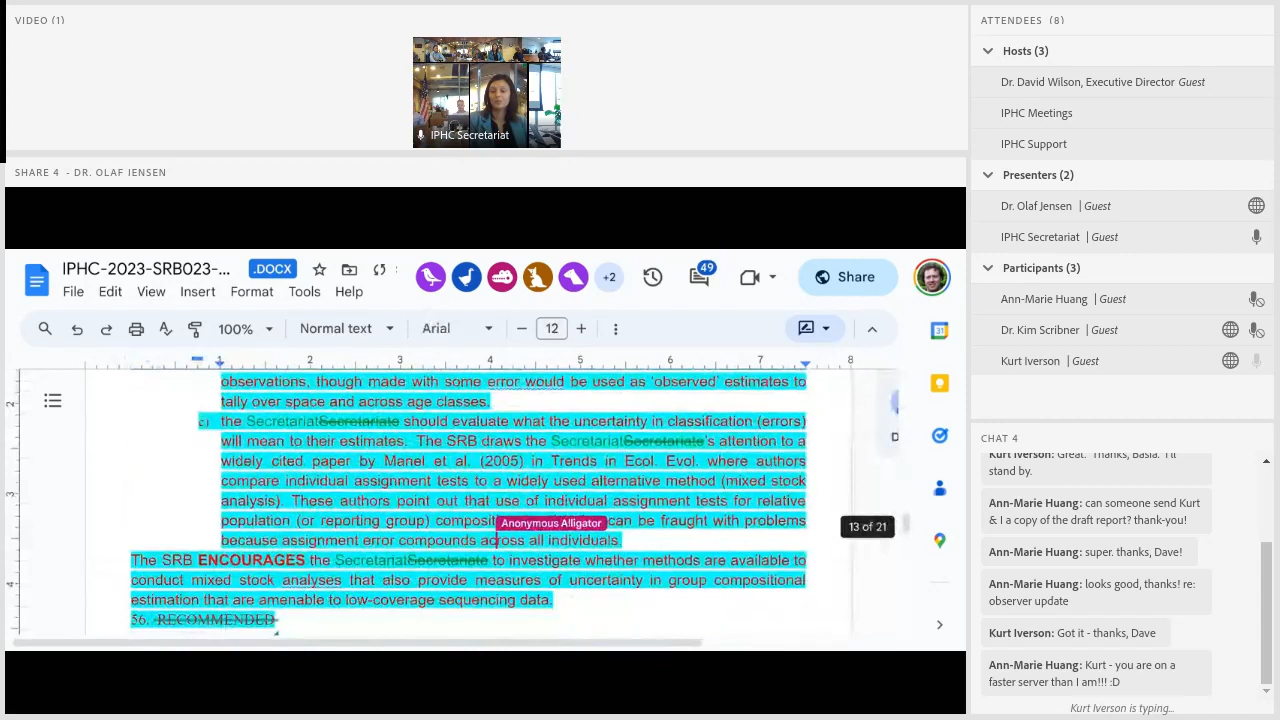 VIDEO (1)
IPHC Secretariat
SHARE 4 - DR. OLAF JENSEN
IPHC-2023-SRB023-...
.DOCX
+2
49
Share
File Edit View Insert Format Tools Help
100%
Normal text
Arial
12
1 2 3 4 5 6 7 8
observations, though made with some error would be used as 'observed' estimates to
tally over space and across age classes.
c) the SecretariatSecretariate should evaluate what the uncertainty in classification (errors)
will mean to their estimates. The SRB draws the SecretariatSecretariate's attention to a
widely cited paper by Manel et al. (2005) in Trends in Ecol. Evol. where authors
compare individual assignment tests to a widely used alternative method (mixed stock
analysis). These authors point out that use of individual assignment tests for relative
population (or reporting group) composit can be fraught with problems
Anonymous Alligator
because assignment error compounds across all individuals.
The SRB ENCOURAGES the SecretariatSecretariate to investigate whether methods are available to
conduct mixed stock analyses that also provide measures of uncertainty in group compositional
estimation that are amenable to low-coverage sequencing data.
56. RECOMMENDED
2
3
4
D
13 of 21
31
ATTENDEES (8)
Hosts (3)
Dr. David Wilson, Executive Director Guest
IPHC Meetings
IPHC Support
Presenters (2)
Dr. Olaf Jensen | Guest
IPHC Secretariat | Guest
Participants (3)
Ann-Marie Huang | Guest
Dr. Kim Scribner | Guest
Kurt Iverson | Guest
CHAT 4
Kurt Iverson: Great. Thanks, Basia. I'll
stand by.
Ann-Marie Huang: can someone send Kurt
& I a copy of the draft report? thank-you!
Ann-Marie Huang: super..thanx, Dave!
Ann-Marie Huang: looks good, thanks! re:
observer update
Kurt Iverson: Got it - thanks, Dave
Ann-Marie Huang: Kurt - you are on a
faster server than I am!!! :D
Kurt Iverson is typing...